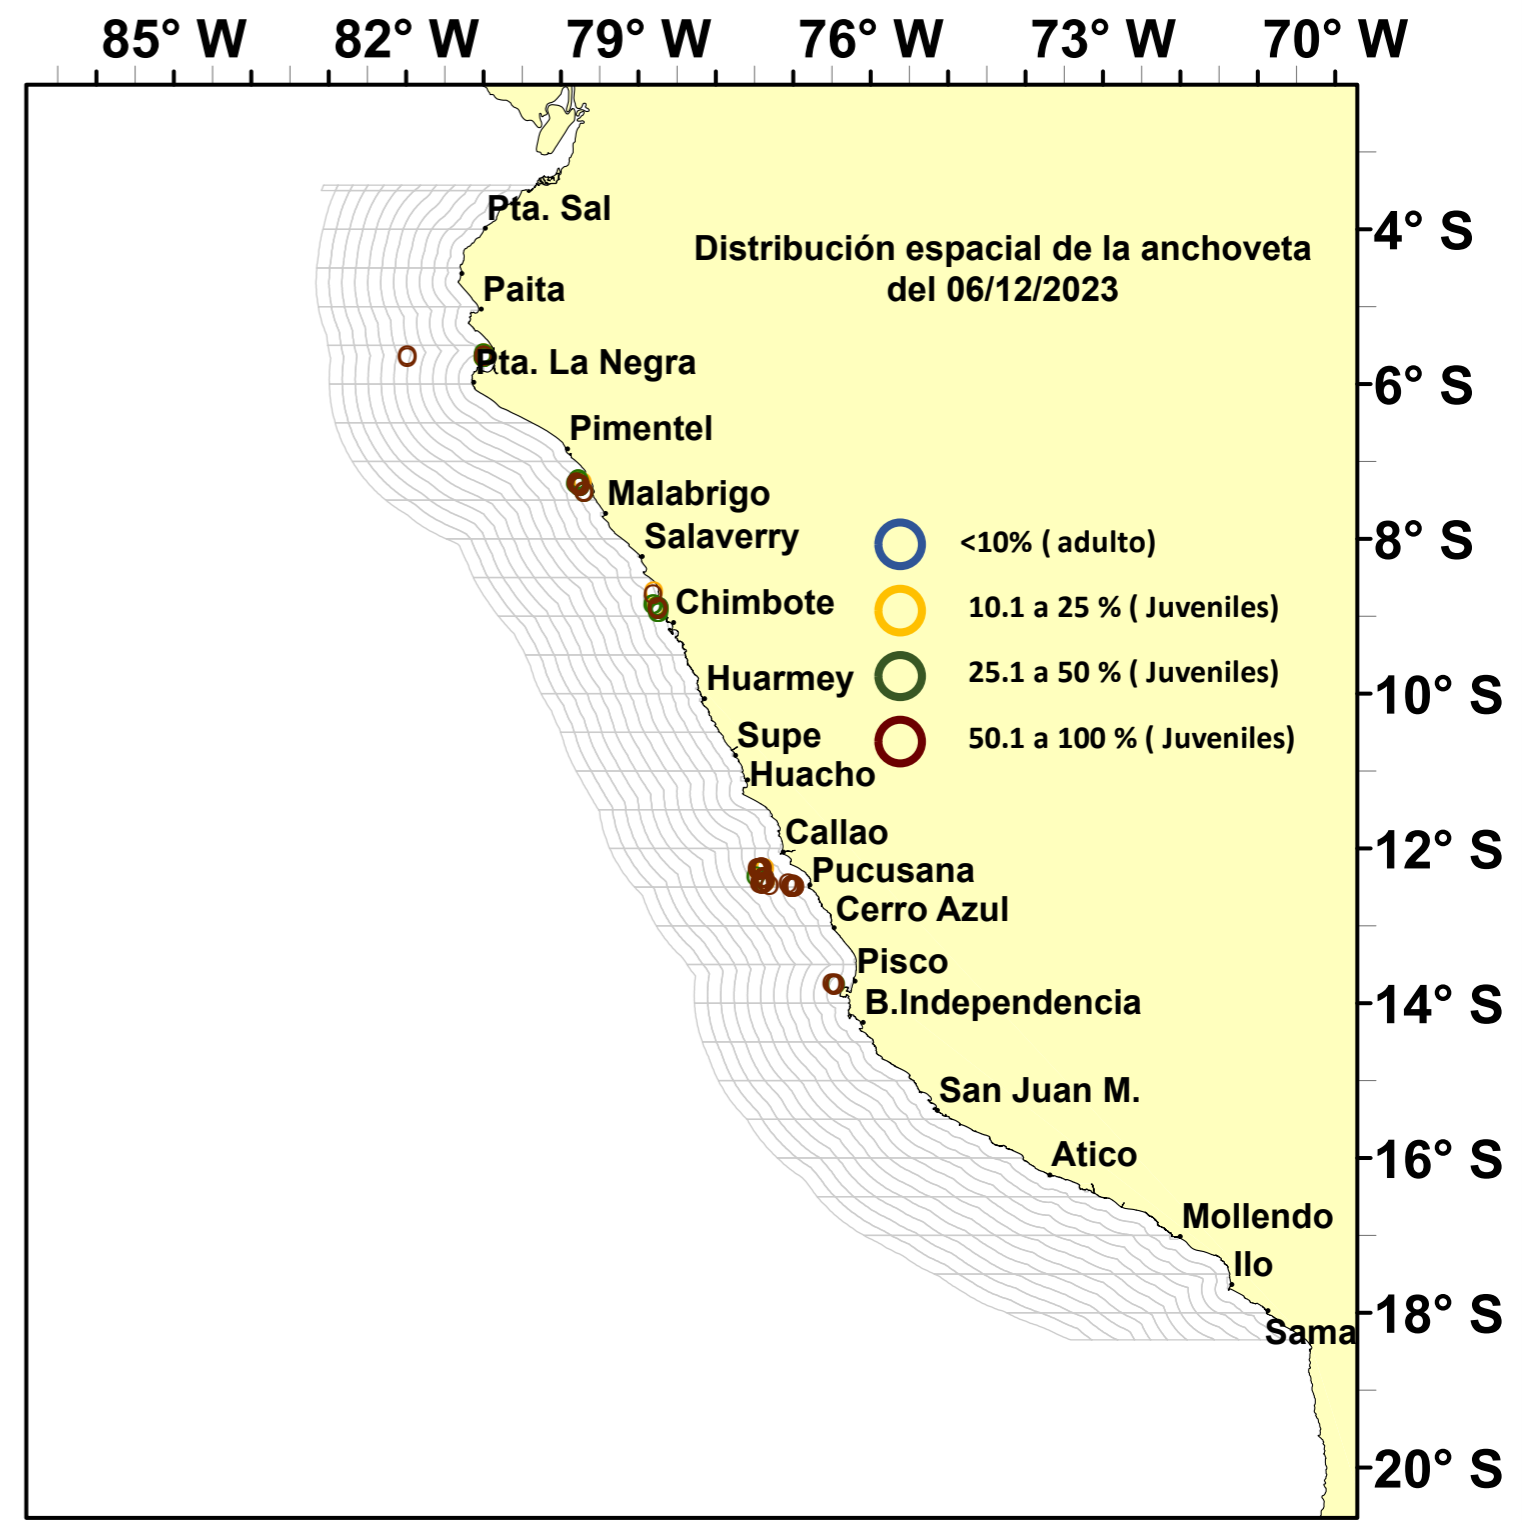 85° W 82° W 79° W 76° W 73° W 70° W
Pta. Sal
4° S
Distribución espacial de la anchoveta
del 06/12/2023
Paita
Pta. La Negra
6° S
Pimentel
Malabrigo
Salaverry
8° S
<10% ( adulto)
Chimbote
10.1 a 25 % ( Juveniles)
Huarmey
25.1 a 50 % ( Juveniles)
10° S
Supe
50.1 a 100 % ( Juveniles)
Huacho
Callao
12° S
Pucusana
Cerro Azul
Pisco
B.Independencia
14° S
San Juan M.
Atico
16° S
Mollendo
Ilo
18° S
Sama
20° S